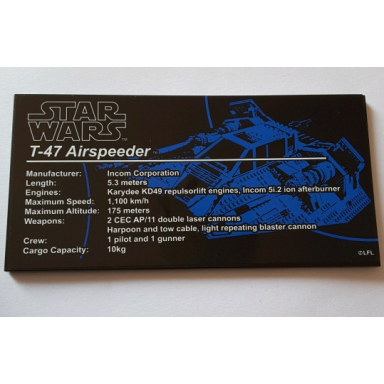 STAR
WARS
TM
T-47 Airspeeder
Manufacturer: Incom Corporation
Length: 5.3 meters
Engines: Karydee KD49 repulsorlift engines, Incom 5i.2 ion afterburner
Maximum Speed: 1,100 km/h
Maximum Altitude: 175 meters
Weapons: 2 CEC AP/11 double laser cannons
Harpoon and tow cable, light repeating blaster cannon
Crew: 1 pilot and 1 gunner
Cargo Capacity: 10kg
©LFL